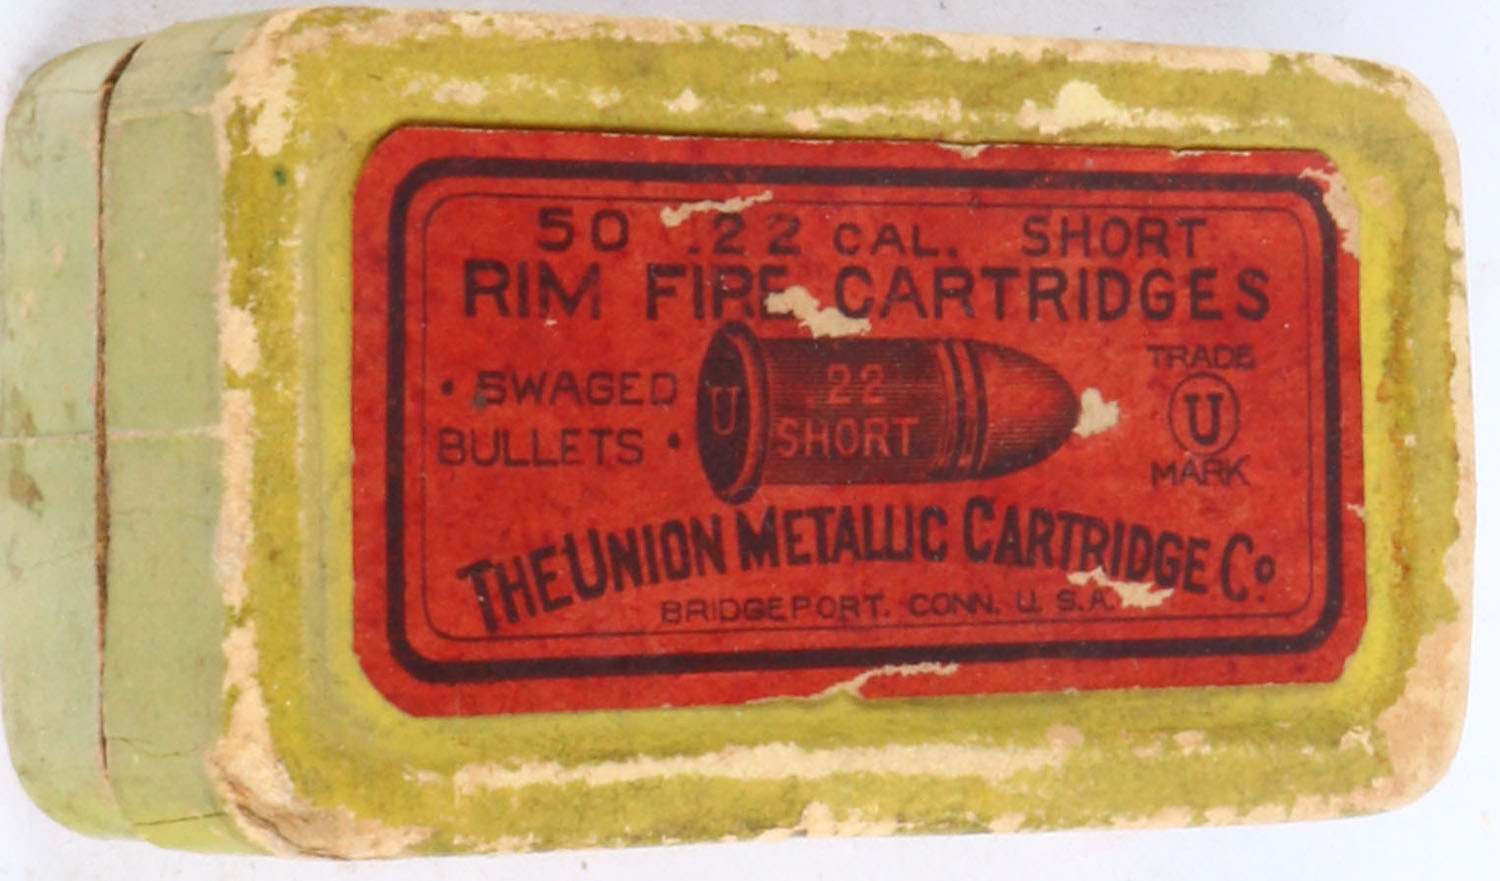 50 .22 CAL. SHORT
RIM FIRE CARTRIDGES
• SWAGED
BULLETS •
U
.22
SHORT
TRADE
U
MARK
THE UNION METALLIC CARTRIDGE Co
BRIDGEPORT. CONN. U. S. A.